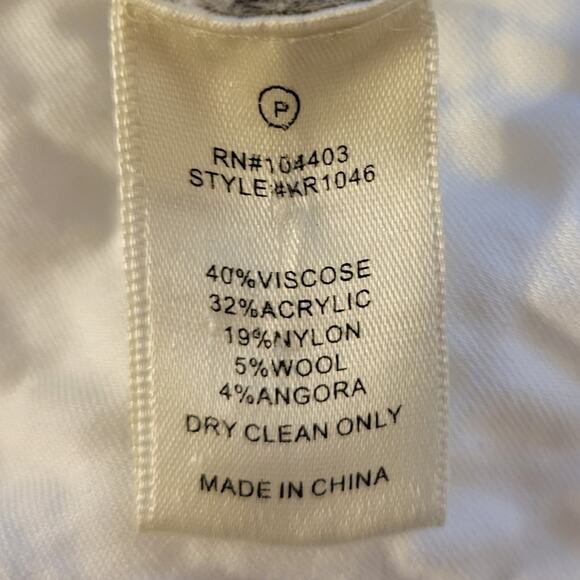 P
RN#104403
STYLE#KR1046
40%VISCOSE
32%ACRYLIC
19%NYLON
5%WOOL
4%ANGORA
DRY CLEAN ONLY
MADE IN CHINA